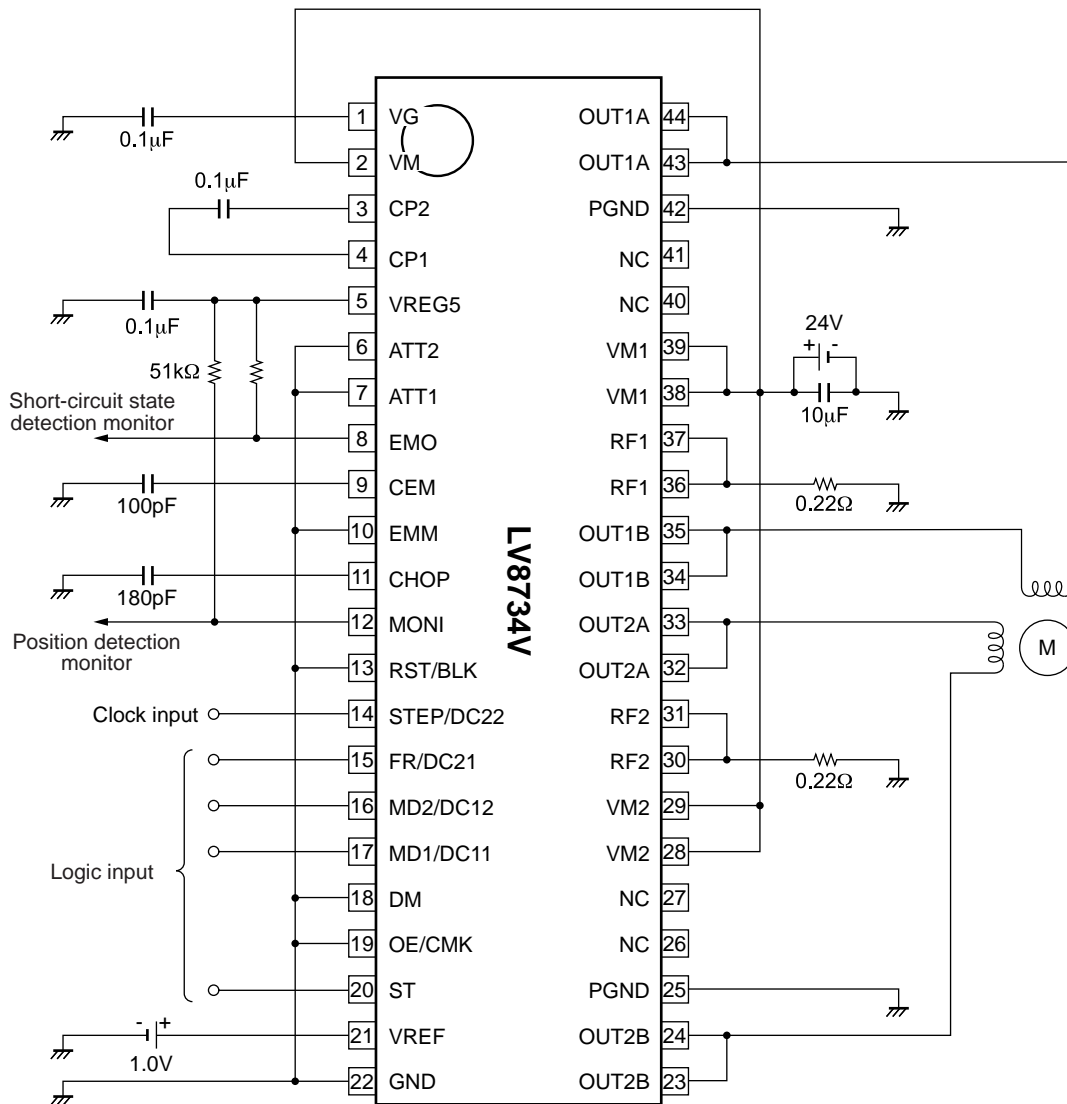 1 VG OUT1A 44
0.1μF
2 VM OUT1A 43
0.1μF
3 CP2 PGND 42
4 CP1 NC 41
5 VREG5 NC 40
0.1μF
24V
+ -
6 ATT2 VM1 39
51kΩ
7 ATT1 VM1 38
10μF
Short-circuit state
detection monitor
8 EMO RF1 37
9 CEM RF1 36
100pF
0.22Ω
10 EMM OUT1B 35
LV8734V
11 CHOP OUT1B 34
180pF
12 MONI OUT2A 33
Position detection
monitor
M
13 RST/BLK OUT2A 32
Clock input
14 STEP/DC22 RF2 31
15 FR/DC21 RF2 30
0.22Ω
16 MD2/DC12 VM2 29
17 MD1/DC11 VM2 28
Logic input
18 DM NC 27
19 OE/CMK NC 26
20 ST PGND 25
- +
21 VREF OUT2B 24
1.0V
22 GND OUT2B 23